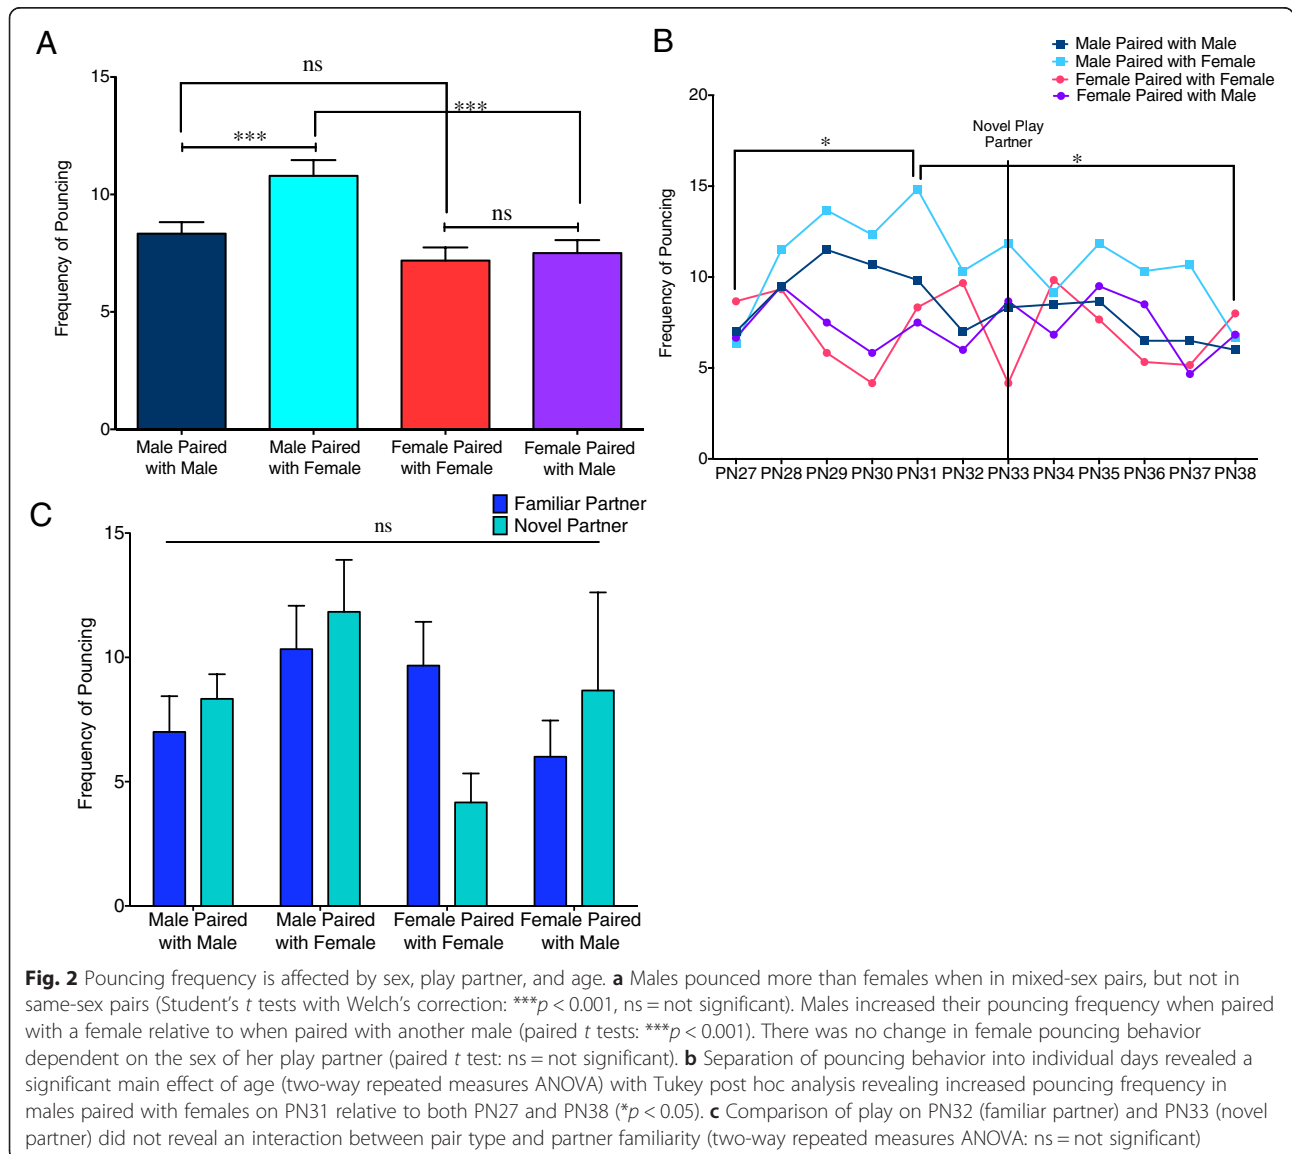 A
15
10
5
0
Frequency of Pouncing
ns
***
***
ns
Male Paired with Male
Male Paired with Female
Female Paired with Female
Female Paired with Male
B
Male Paired with Male
Male Paired with Female
Female Paired with Female
Female Paired with Male
20
15
10
5
0
Frequency of Pouncing
Novel Play
Partner
*
*
PN27 PN28 PN29 PN30 PN31 PN32 PN33 PN34 PN35 PN36 PN37 PN38
C
Familiar Partner
Novel Partner
15
10
5
0
Frequency of Pouncing
ns
Male Paired with Male
Male Paired with Female
Female Paired with Female
Female Paired with Male
Fig. 2 Pouncing frequency is affected by sex, play partner, and age. a Males pounced more than females when in mixed-sex pairs, but not in
same-sex pairs (Student's t tests with Welch's correction: ***p < 0.001, ns = not significant). Males increased their pouncing frequency when paired
with a female relative to when paired with another male (paired t tests: ***p < 0.001). There was no change in female pouncing behavior
dependent on the sex of her play partner (paired t test: ns = not significant). b Separation of pouncing behavior into individual days revealed a
significant main effect of age (two-way repeated measures ANOVA) with Tukey post hoc analysis revealing increased pouncing frequency in
males paired with females on PN31 relative to both PN27 and PN38 (*p < 0.05). c Comparison of play on PN32 (familiar partner) and PN33 (novel
partner) did not reveal an interaction between pair type and partner familiarity (two-way repeated measures ANOVA: ns = not significant)